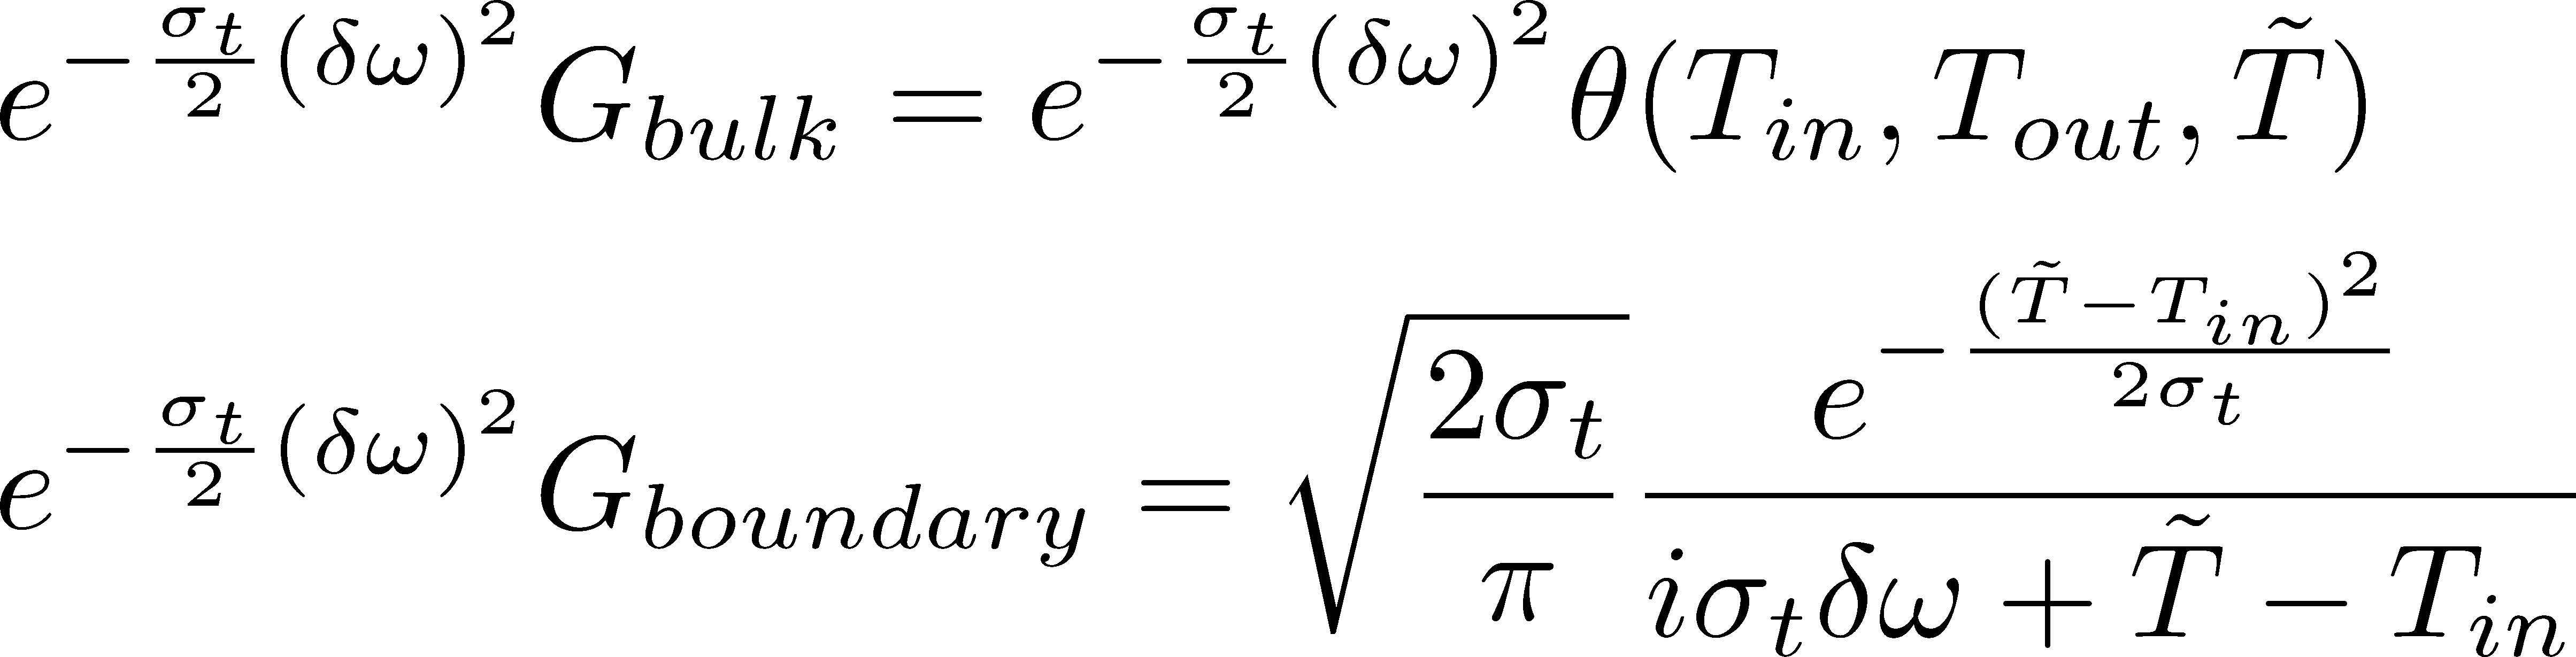 e^{-\frac{\sigma_t}{2}(\delta\omega)^2} G_{bulk} = e^{-\frac{\sigma_t}{2}(\delta\omega)^2} \theta(T_{in}, T_{out}, \tilde{T})
e^{-\frac{\sigma_t}{2}(\delta\omega)^2} G_{boundary} = \sqrt{\frac{2\sigma_t}{\pi}} \frac{e^{-\frac{(\tilde{T}-T_{in})^2}{2\sigma_t}}}{i\sigma_t\delta\omega + \tilde{T} - T_{in}}